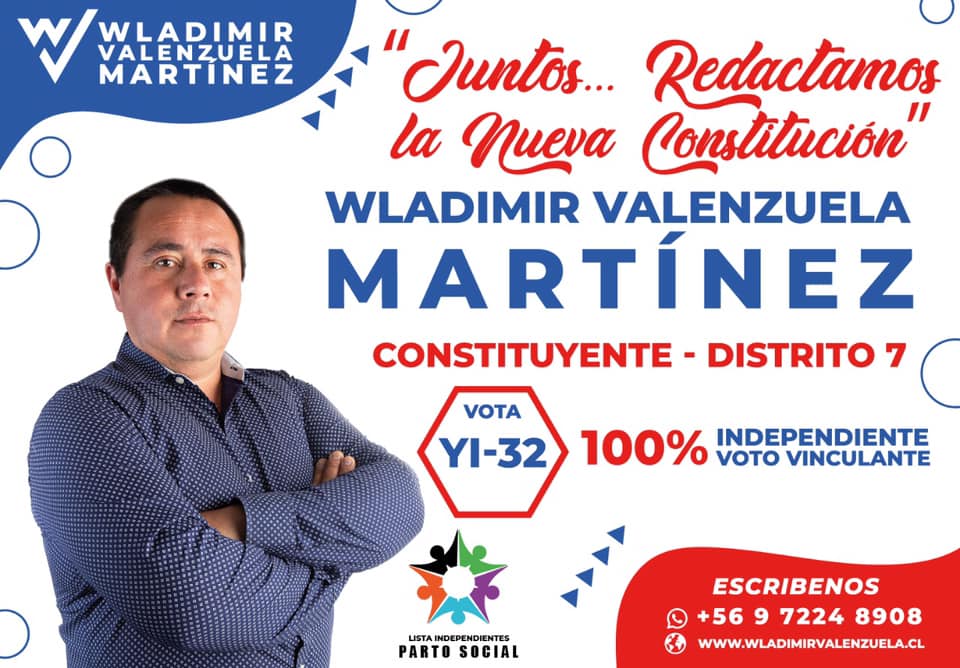 WLADIMIR
VALENZUELA
MARTÍNEZ
"Juntos... Redactamos
la Nueva Constitución"
WLADIMIR VALENZUELA
MARTÍNEZ
CONSTITUYENTE - DISTRITO 7
VOTA
YI-32
100% INDEPENDIENTE
VOTO VINCULANTE
LISTA INDEPENDIENTES
PARTO SOCIAL
ESCRIBENOS
+56 9 7224 8908
WWW.WLADIMIRVALENZUELA.CL